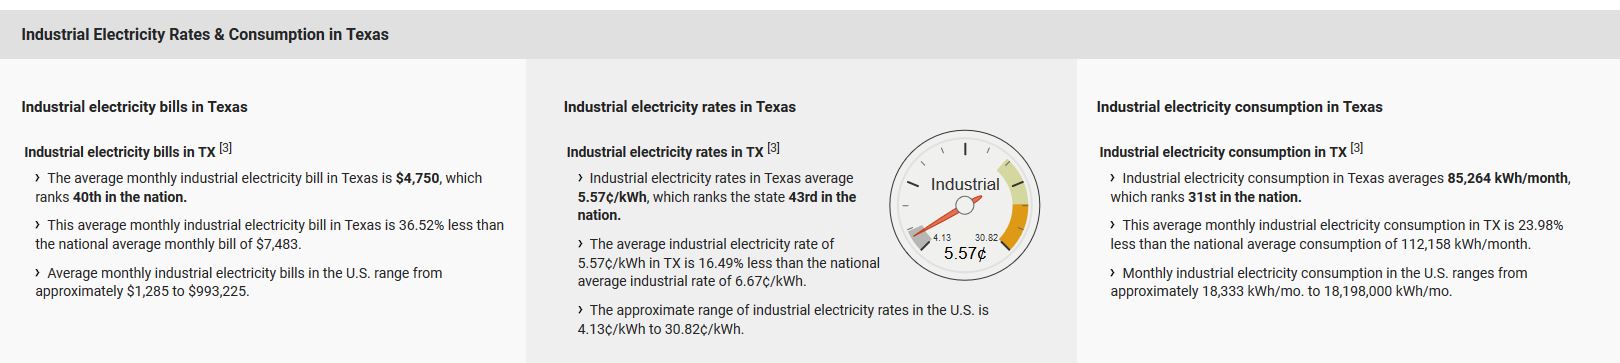 Industrial Electricity Rates & Consumption in Texas
Industrial electricity bills in Texas
Industrial electricity bills in TX [3]
› The average monthly industrial electricity bill in Texas is $4,750, which
ranks 40th in the nation.
› This average monthly industrial electricity bill in Texas is 36.52% less than
the national average monthly bill of $7,483.
› Average monthly industrial electricity bills in the U.S. range from
approximately $1,285 to $993,225.
Industrial electricity rates in Texas
Industrial electricity rates in TX [3]
› Industrial electricity rates in Texas average
5.57¢/kWh, which ranks the state 43rd in the
nation.
› The average industrial electricity rate of
5.57¢/kWh in TX is 16.49% less than the national
average industrial rate of 6.67¢/kWh.
› The approximate range of industrial electricity rates in the U.S. is
4.13¢/kWh to 30.82¢/kWh.
Industrial
4.13 30.82
5.57¢
Industrial electricity consumption in Texas
Industrial electricity consumption in TX [3]
› Industrial electricity consumption in Texas averages 85,264 kWh/month,
which ranks 31st in the nation.
› This average monthly industrial electricity consumption in TX is 23.98%
less than the national average consumption of 112,158 kWh/month.
› Monthly industrial electricity consumption in the U.S. ranges from
approximately 18,333 kWh/mo. to 18,198,000 kWh/mo.